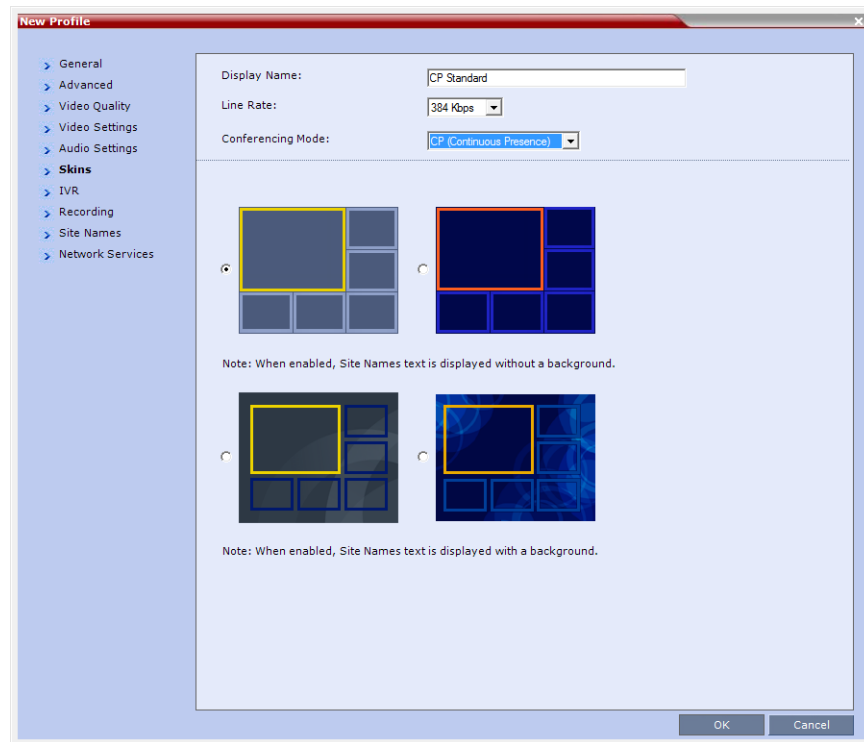 New Profile
General
Advanced
Video Quality
Video Settings
Audio Settings
Skins
IVR
Recording
Site Names
Network Services
Display Name: CP Standard
Line Rate: 384 Kbps
Conferencing Mode: CP (Continuous Presence)
Note: When enabled, Site Names text is displayed without a background.
Note: When enabled, Site Names text is displayed with a background.
OK Cancel